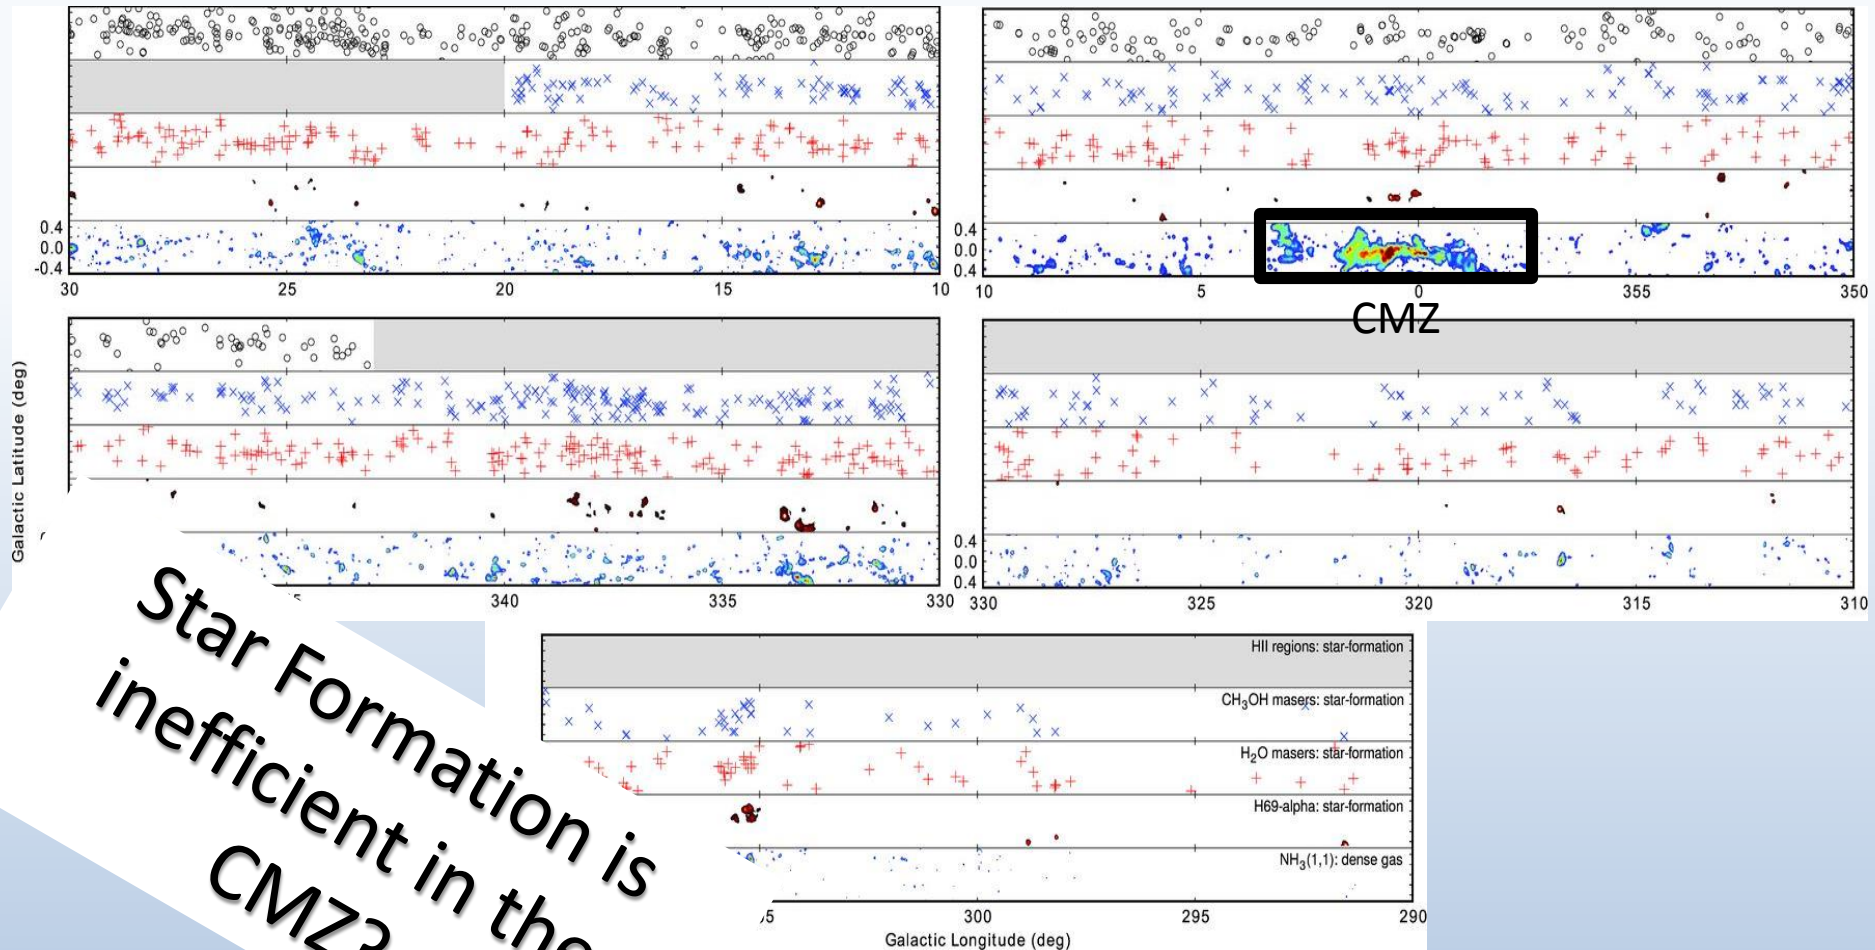 0.4
0.0
-0.4
30 25 20 15 10
0.4
0.0
0.4
10 5 0 355 350
CMZ
Galactic Latitude (deg)
340 335 330
0.4
0.0
0.4
330 325 320 315 310
Star Formation is
inefficient in the
CMZ?
HII regions: star-formation
CH₃OH masers: star-formation
H₂O masers: star-formation
H69-alpha: star-formation
NH₃(1,1): dense gas
5 300 295 290
Galactic Longitude (deg)